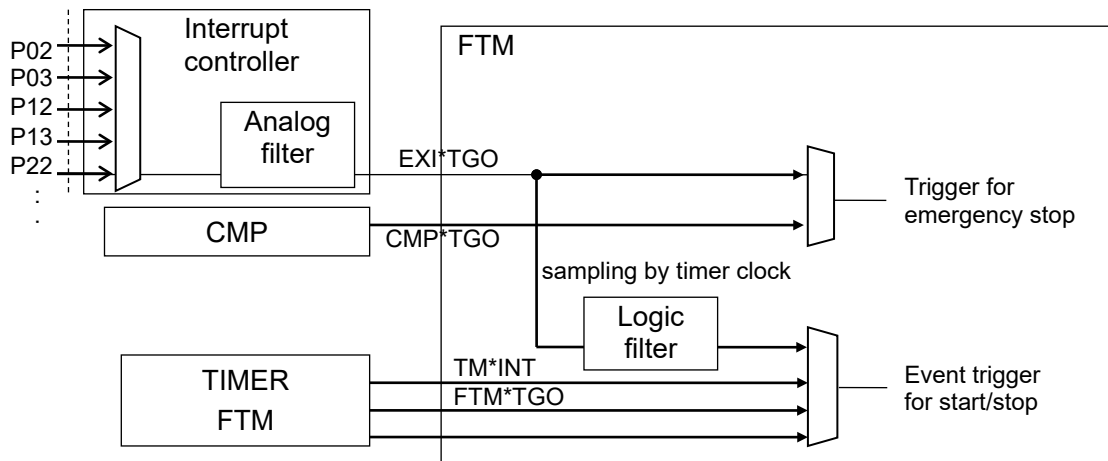 Interrupt
controller
FTM
P02
P03
P12
P13
P22
.
.
.
Analog
filter
EXI*TGO
Trigger for
emergency stop
CMP
CMP*TGO
sampling by timer clock
Logic
filter
TIMER
FTM
TM*INT
FTM*TGO
Event trigger
for start/stop